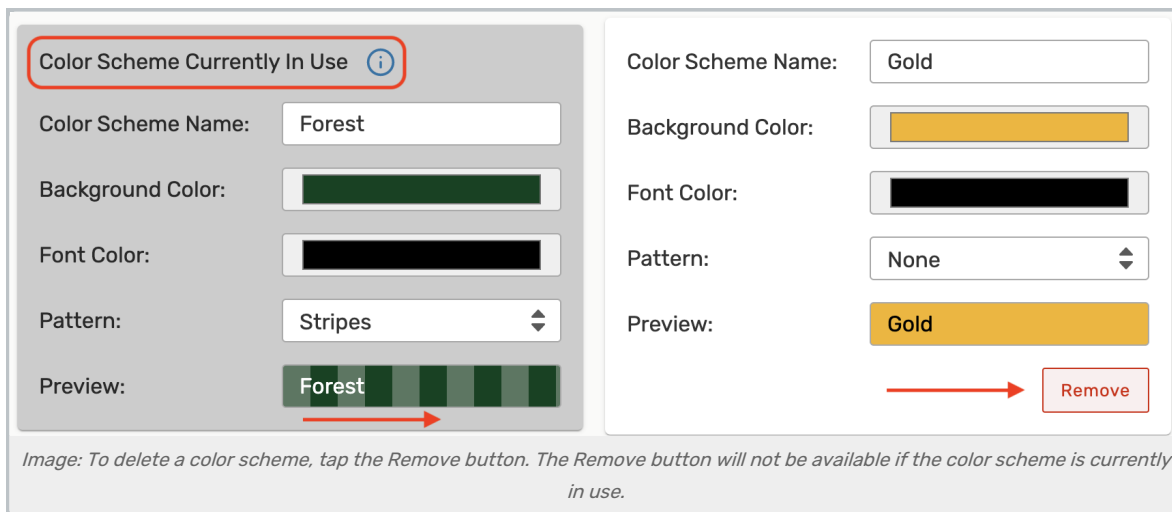 Color Scheme Currently In Use
Color Scheme Name: Forest
Background Color:
Font Color:
Pattern: Stripes
Preview: Forest
Color Scheme Name: Gold
Background Color:
Font Color:
Pattern: None
Preview: Gold
Remove
Image: To delete a color scheme, tap the Remove button. The Remove button will not be available if the color scheme is currently
in use.